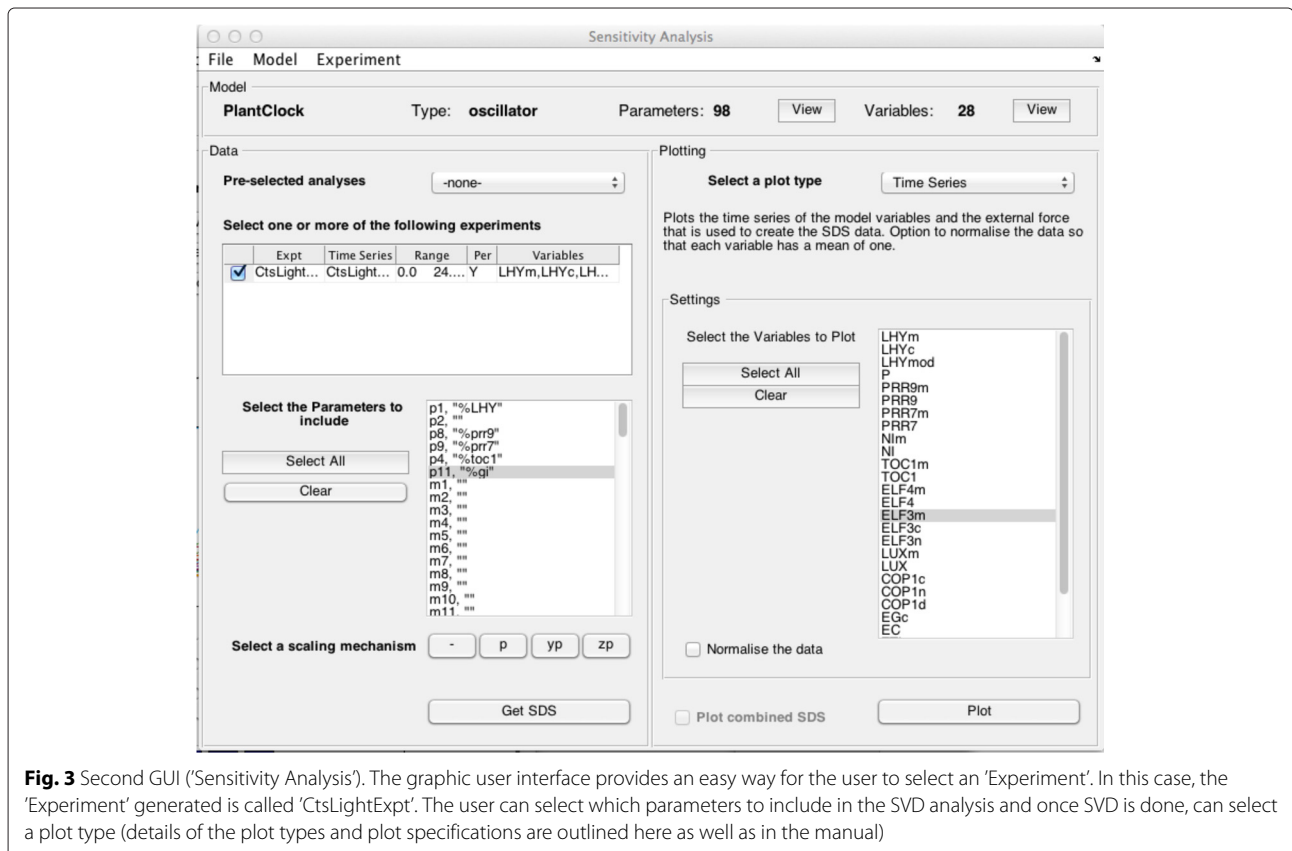 Sensitivity Analysis
File Model Experiment
Model
PlantClock Type: oscillator Parameters: 98 View Variables: 28 View
Data
Pre-selected analyses -none-
Select one or more of the following experiments
Expt Time Series Range Per Variables
CtsLight... CtsLight... 0.0 24.... Y LHYm,LHYc,LH...
Select the Parameters to
include
Select All
Clear
p1, "%LHY"
p2, ""
p8, "%prr9"
p9, "%prr7"
p4, "%toc1"
p11, "%gi"
m1, ""
m2, ""
m3, ""
m4, ""
m5, ""
m6, ""
m7, ""
m8, ""
m9, ""
m10, ""
m11, ""
Select a scaling mechanism - p yp zp
Get SDS
Plotting
Select a plot type Time Series
Plots the time series of the model variables and the external force
that is used to create the SDS data. Option to normalise the data so
that each variable has a mean of one.
Settings
Select the Variables to Plot
Select All
Clear
LHYm
LHYc
LHYmod
P
PRR9m
PRR9
PRR7m
PRR7
NIm
NI
TOC1m
TOC1
ELF4m
ELF4
ELF3m
ELF3c
ELF3n
LUXm
LUX
COP1c
COP1n
COP1d
EGc
EC
Normalise the data
Plot combined SDS Plot
Fig. 3 Second GUI ('Sensitivity Analysis'). The graphic user interface provides an easy way for the user to select an 'Experiment'. In this case, the
'Experiment' generated is called 'CtsLightExpt'. The user can select which parameters to include in the SVD analysis and once SVD is done, can select
a plot type (details of the plot types and plot specifications are outlined here as well as in the manual)